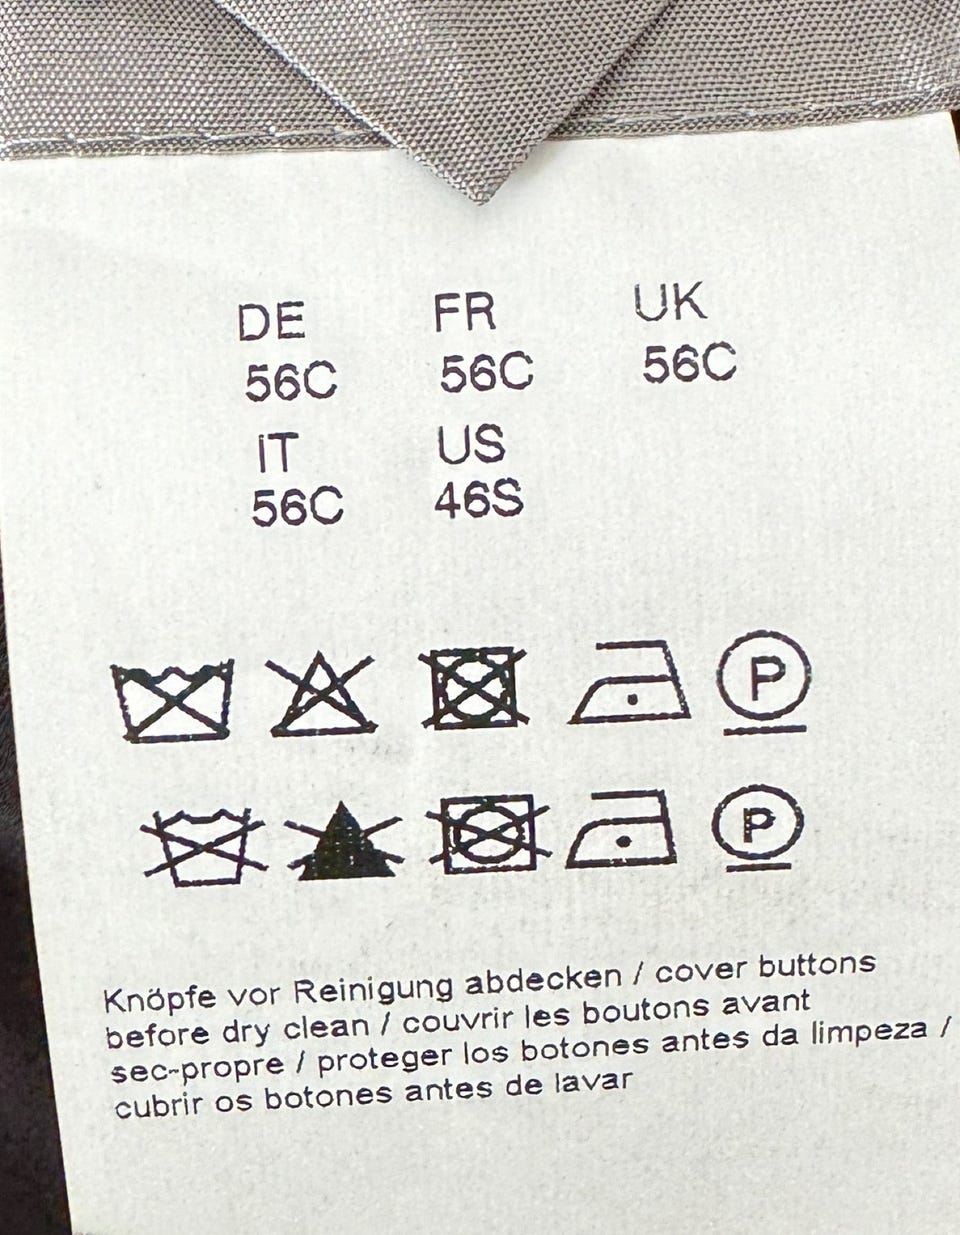 DE FR UK
56C 56C 56C
IT US
56C 46S
P
P
Knöpfe vor Reinigung abdecken / cover buttons
before dry clean / couvrir les boutons avant
sec-propre / proteger los botones antes da limpeza /
cubrir os botones antes de lavar